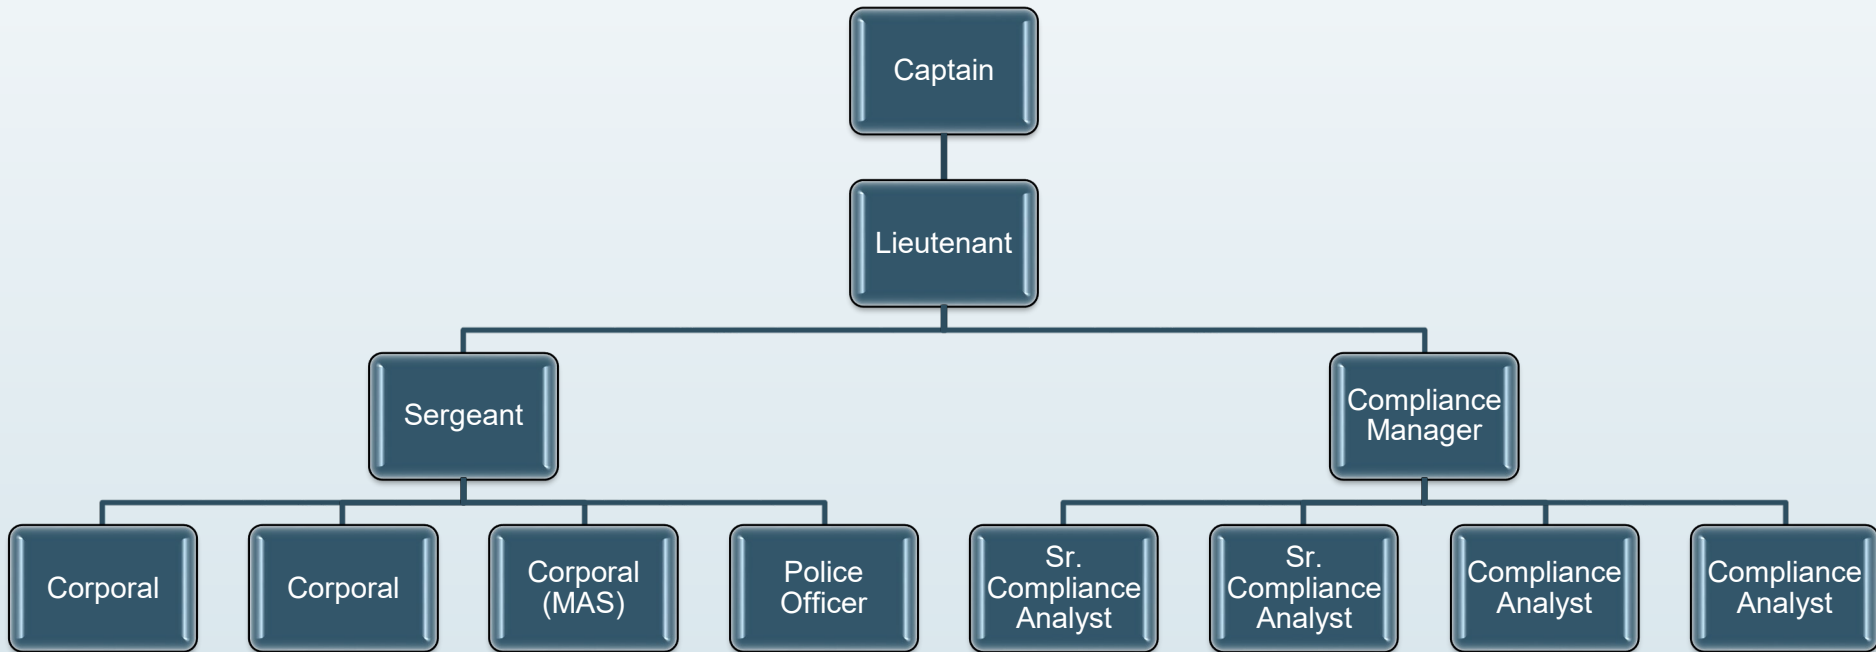 Captain
Lieutenant
Sergeant
Compliance
Manager
Corporal
Corporal
Corporal
(MAS)
Police
Officer
Sr.
Compliance
Analyst
Sr.
Compliance
Analyst
Compliance
Analyst
Compliance
Analyst